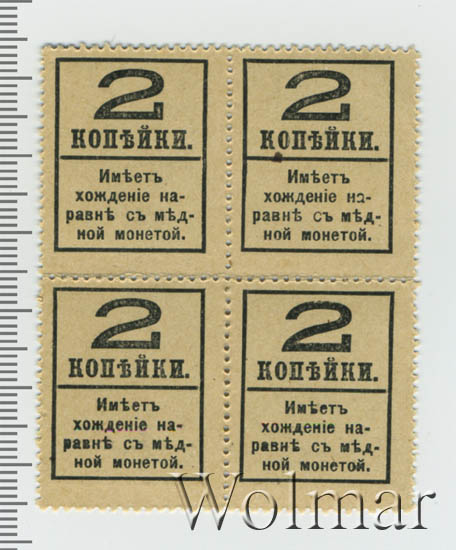 2
КОПѢЙКИ.
Имѣетъ
хожденіе на-
равнѣ съ мѣд-
ной монетой.
2
КОПѢЙКИ.
Имѣетъ
хожденіе на-
равнѣ съ мѣд-
ной монетой.
2
КОПѢЙКИ.
Имѣетъ
хожденіе на-
равнѣ съ мѣд-
ной монетой.
2
КОПѢЙКИ.
Имѣетъ
хожденіе на-
равнѣ съ мѣд-
ной монетой.
Wolmar